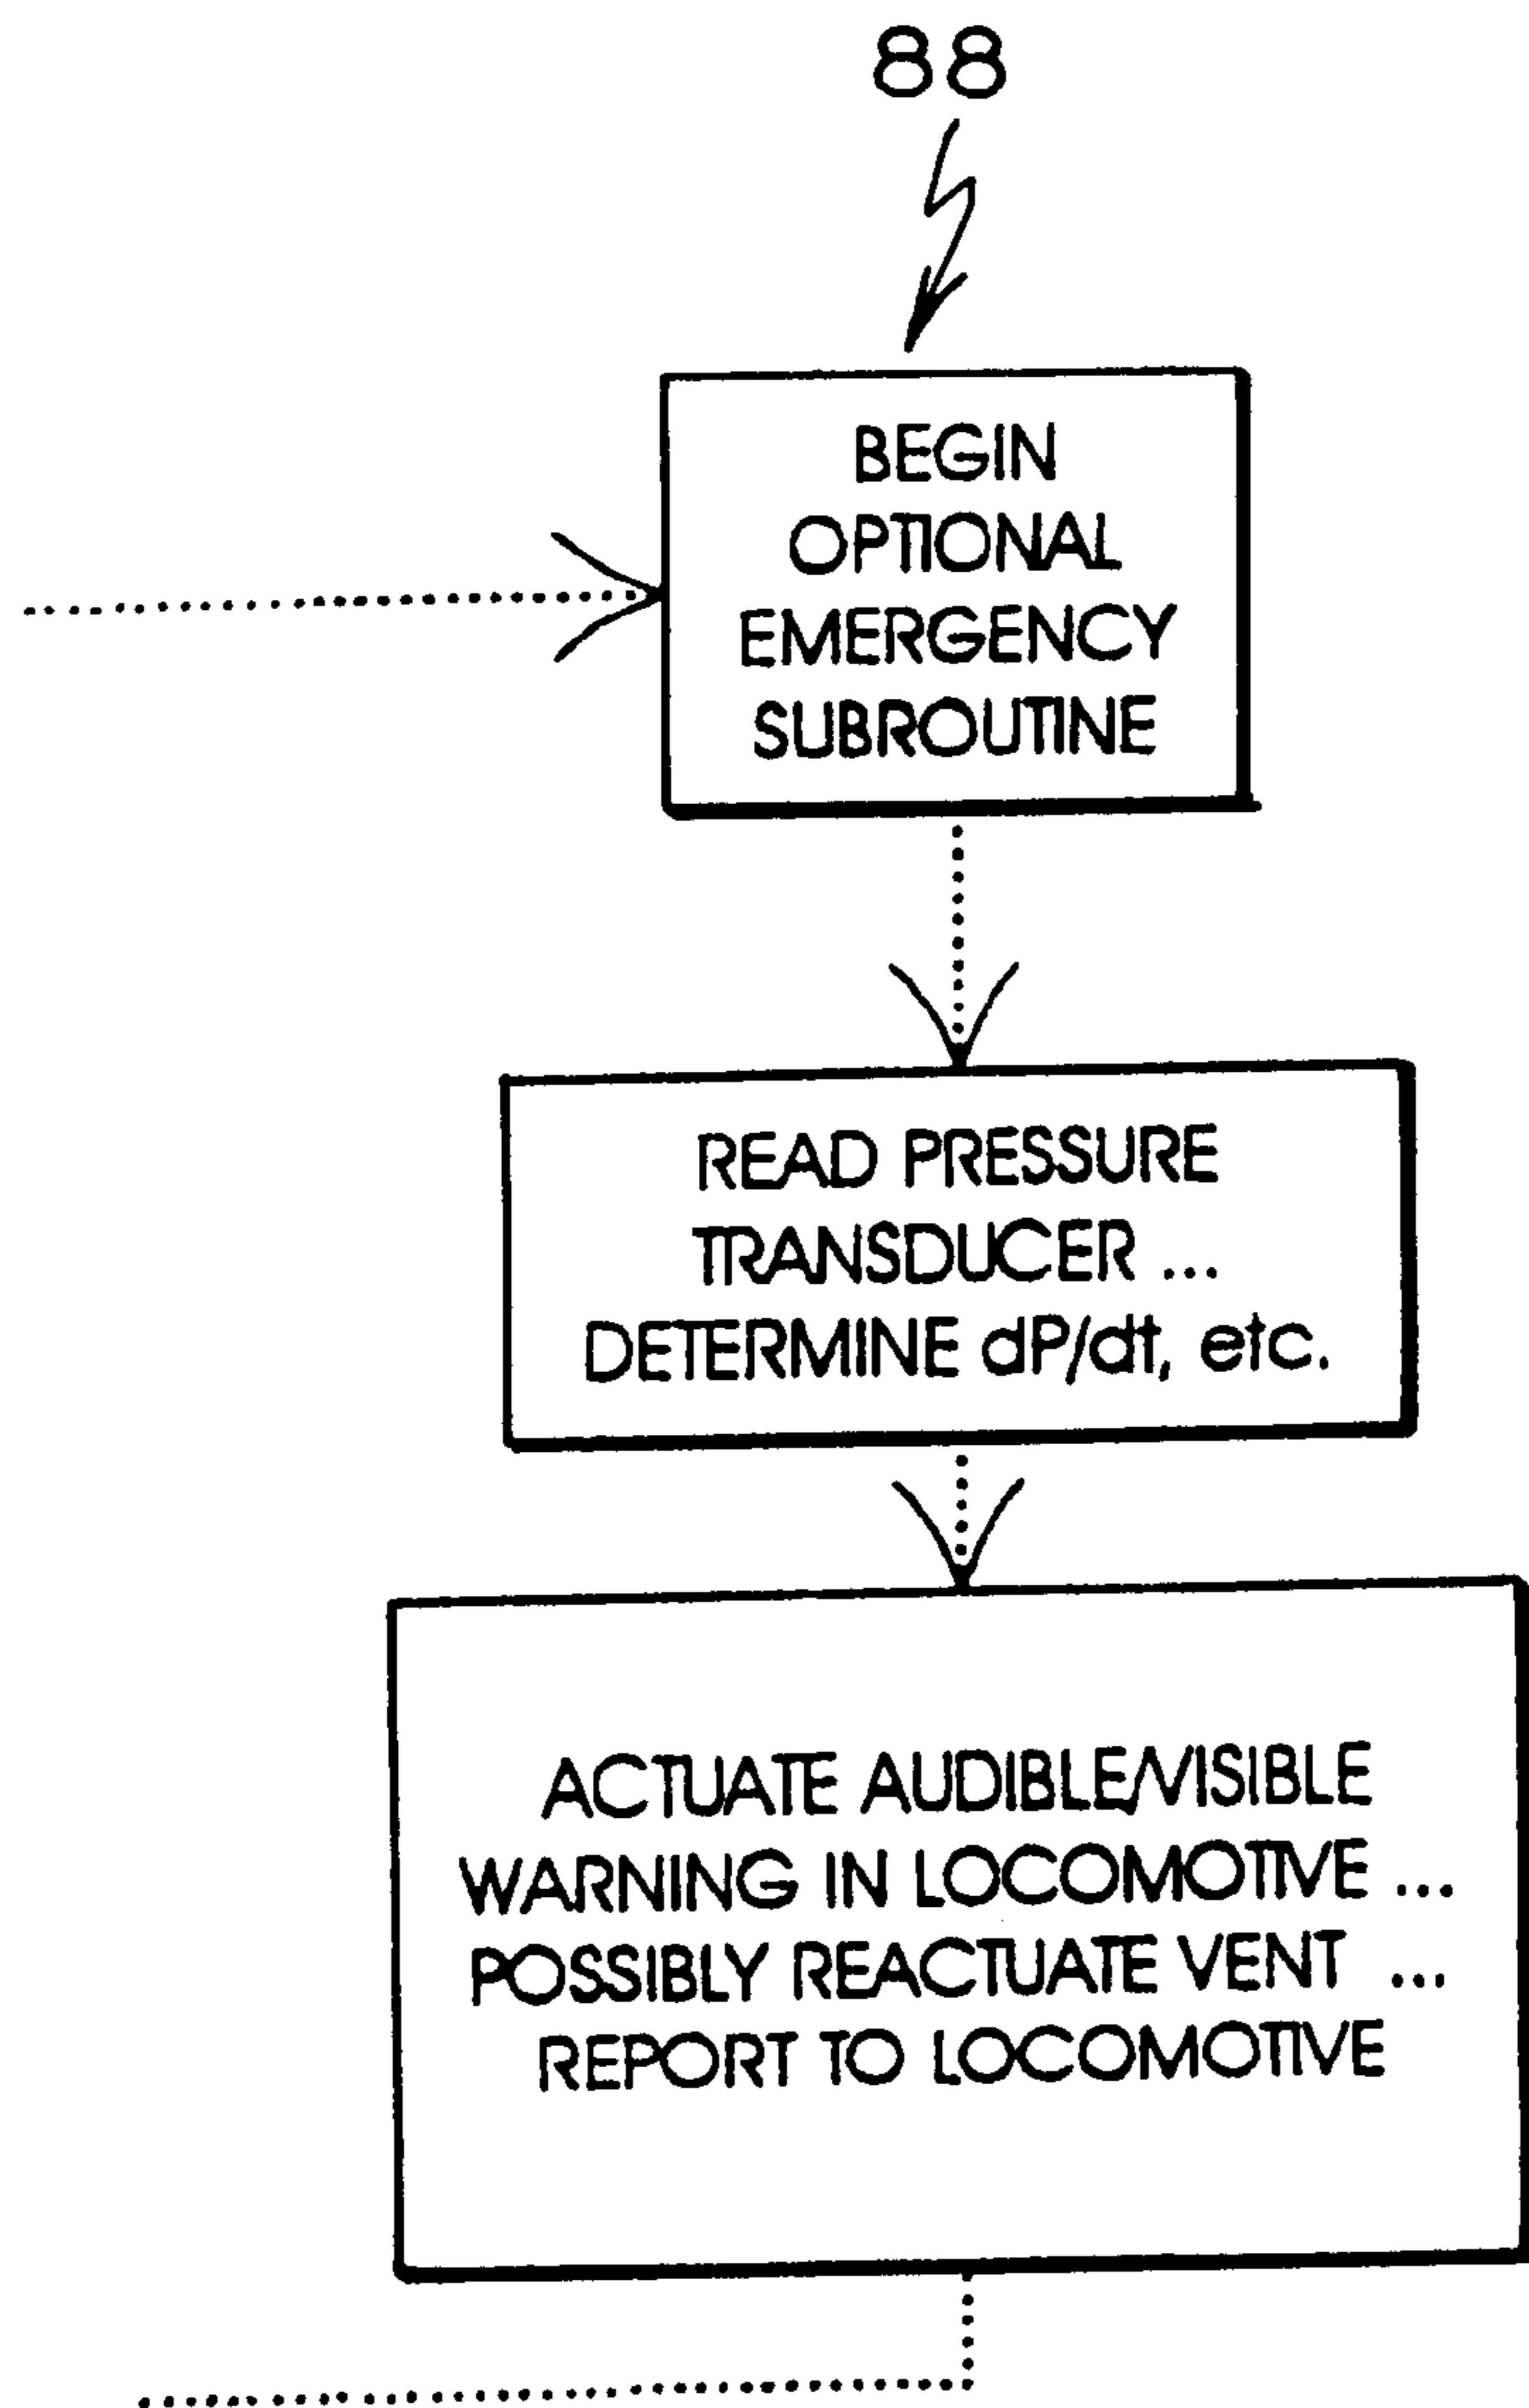 88
BEGIN
OPTIONAL
EMERGENCY
SUBROUTINE
READ PRESSURE
TRANSDUCER ...
DETERMINE dP/dt, etc.
ACTUATE AUDIBLE/VISIBLE
WARNING IN LOCOMOTIVE ...
POSSIBLY REACTUATE VENT ...
REPORT TO LOCOMOTIVE